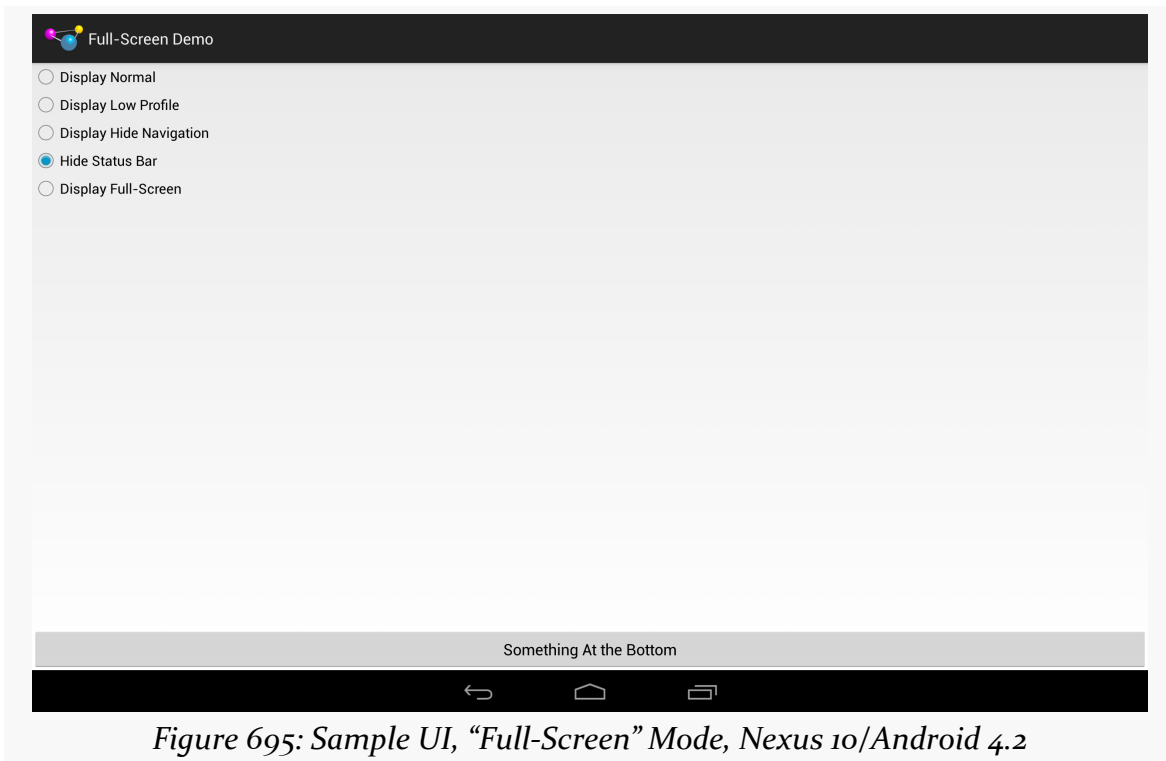 Full-Screen Demo
Display Normal
Display Low Profile
Display Hide Navigation
Hide Status Bar
Display Full-Screen
Something At the Bottom
Figure 695: Sample UI, “Full-Screen” Mode, Nexus 10/Android 4.2